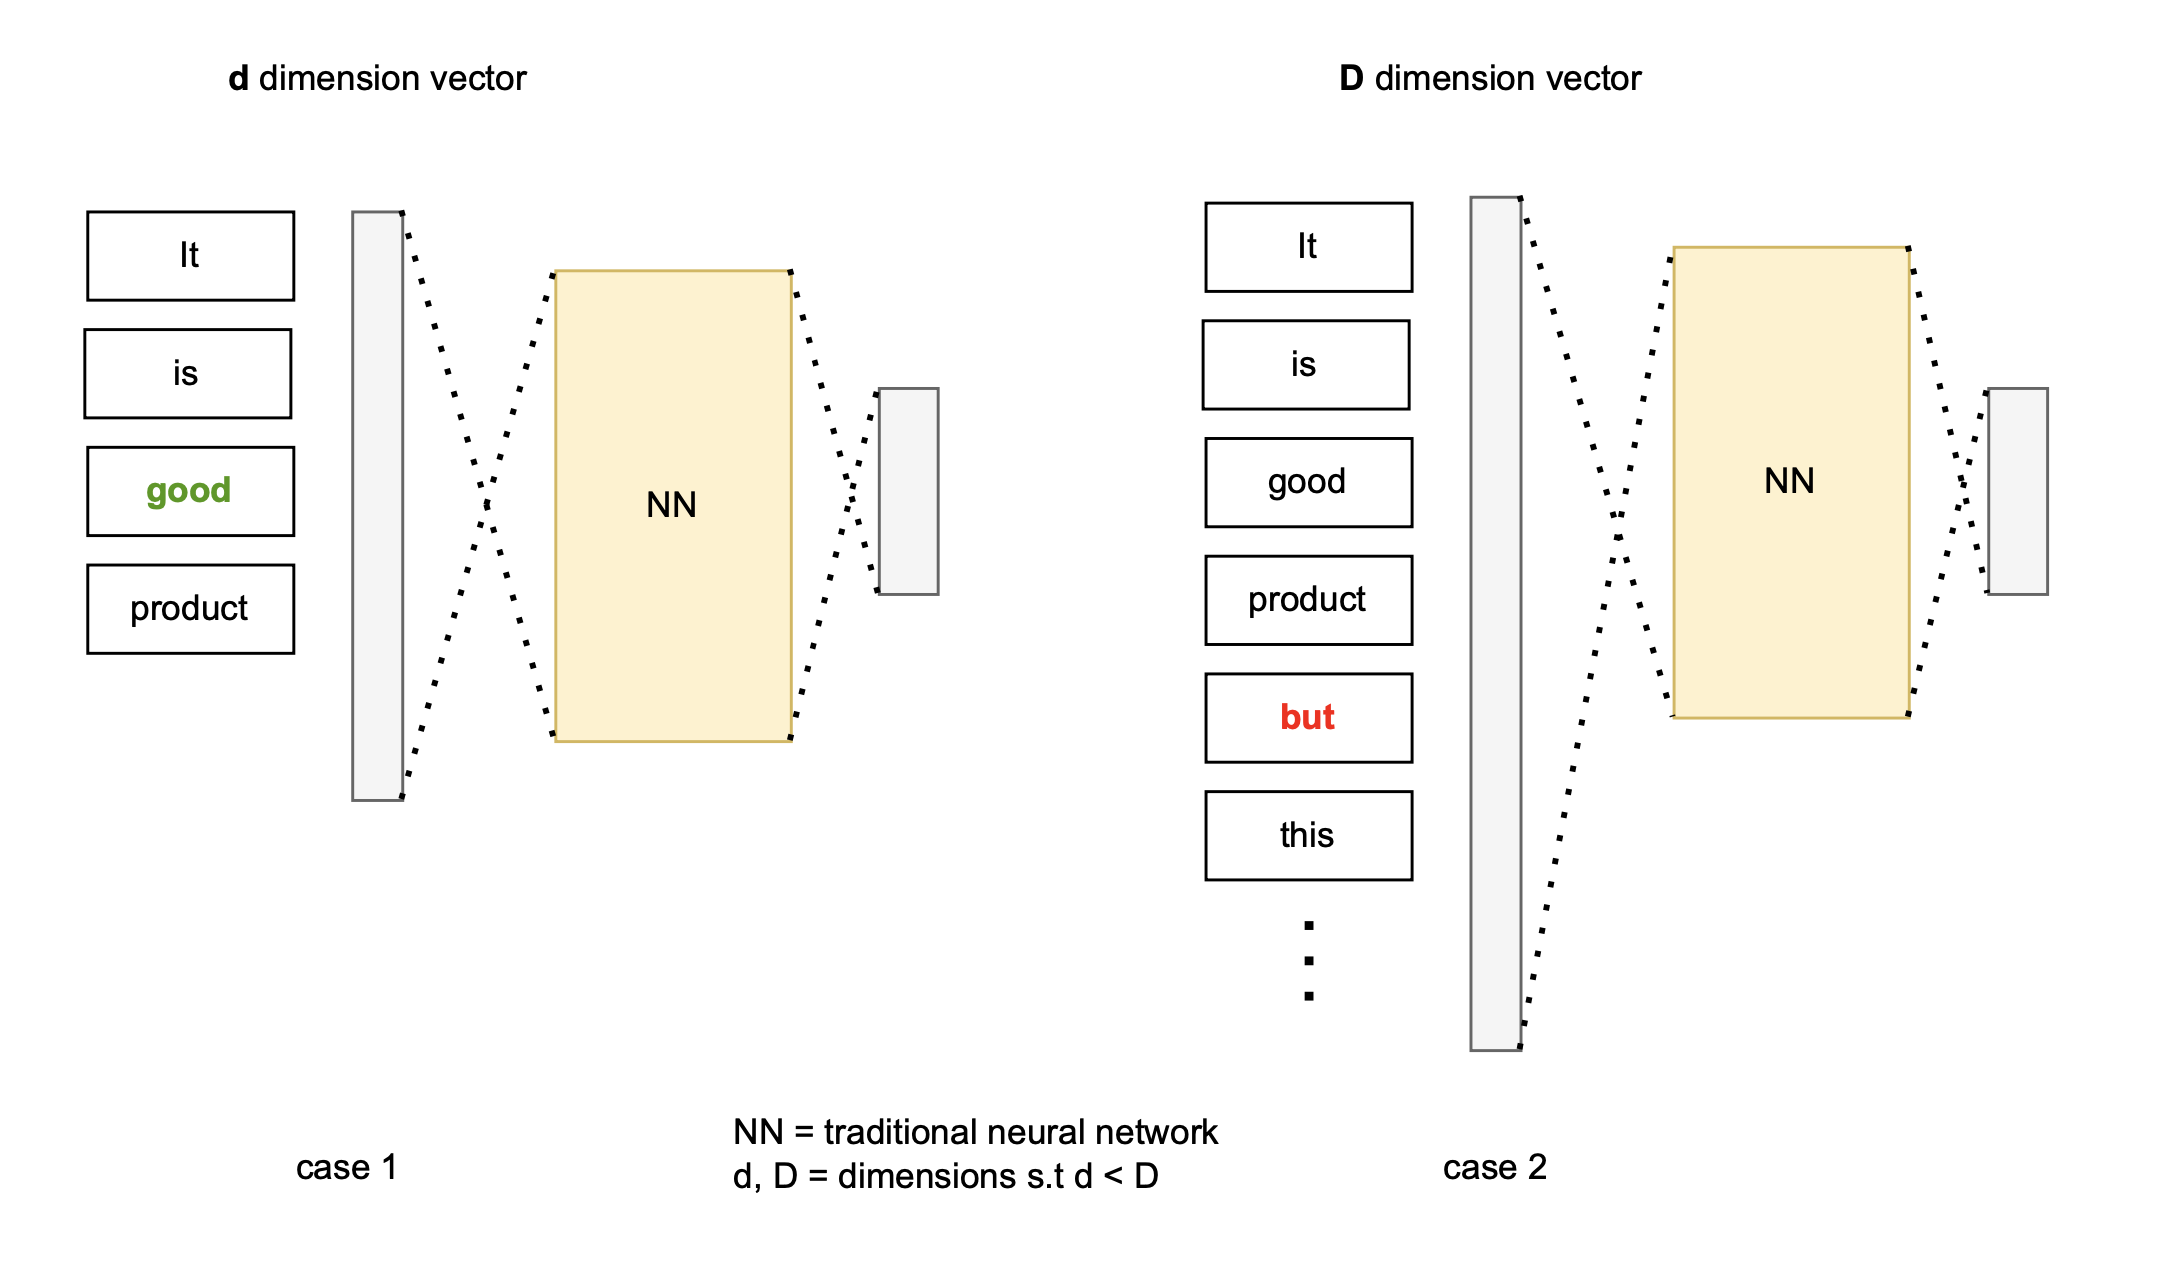 d dimension vector
It
is
good
product
NN
case 1
D dimension vector
It
is
good
product
but
this
NN
case 2
NN = traditional neural network
d, D = dimensions s.t d < D